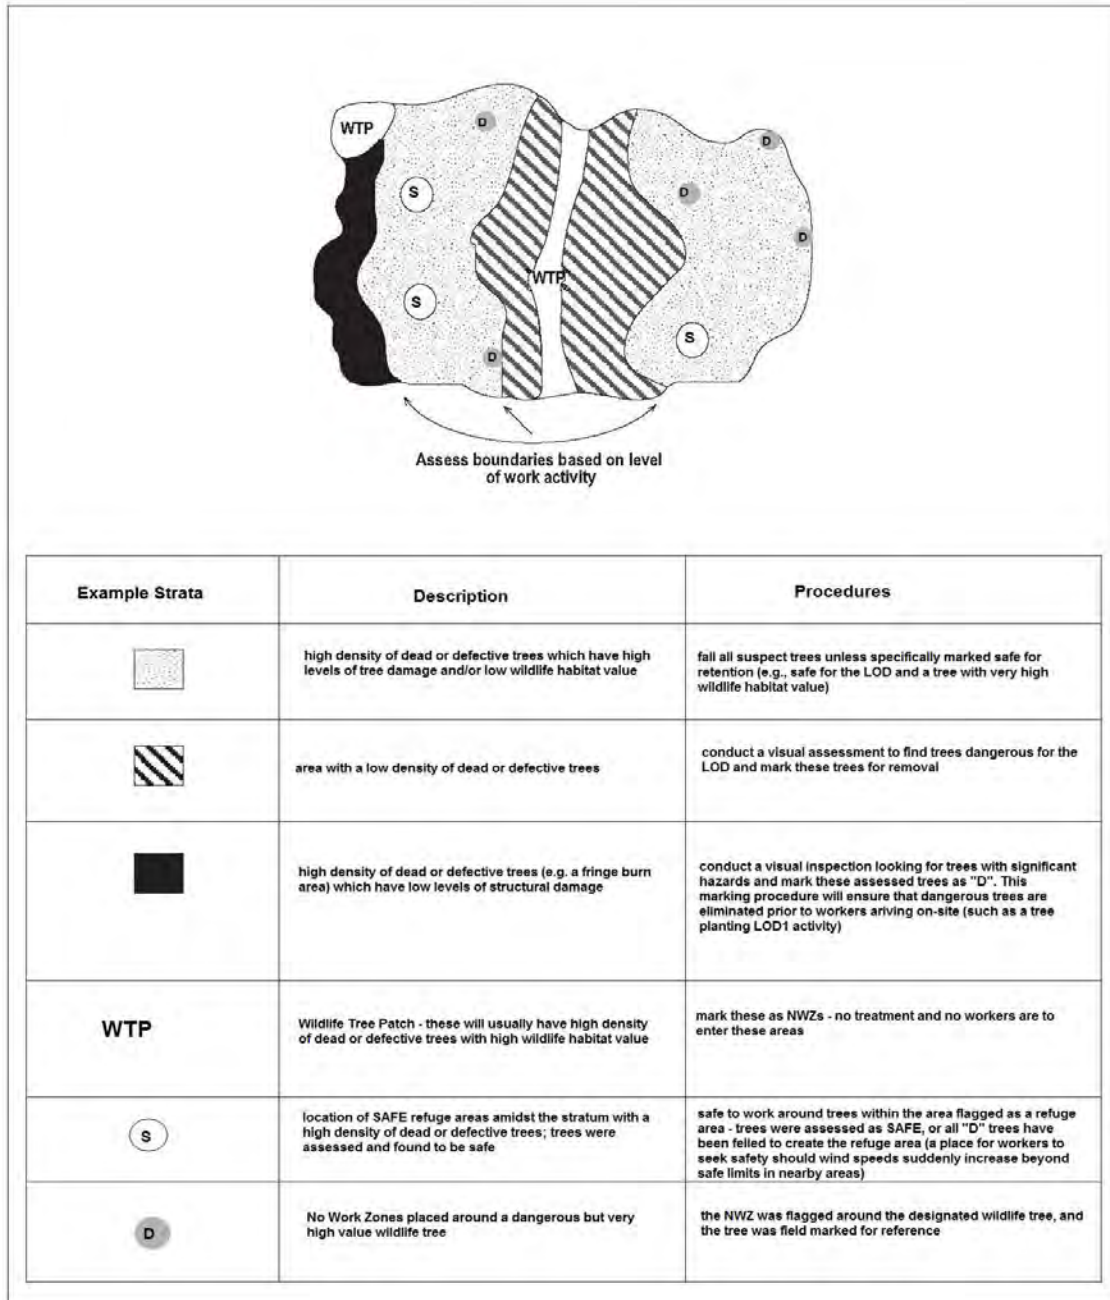 WTP
D
D
S
D
D
WTP
S
S
D
Assess boundaries based on level
of work activity
Example Strata
Description
Procedures
high density of dead or defective trees which have high
levels of tree damage and/or low wildlife habitat value
fall all suspect trees unless specifically marked safe for
retention (e.g., safe for the LOD and a tree with very high
wildlife habitat value)
area with a low density of dead or defective trees
conduct a visual assessment to find trees dangerous for the
LOD and mark these trees for removal
high density of dead or defective trees (e.g. a fringe burn
area) which have low levels of structural damage
conduct a visual inspection looking for trees with significant
hazards and mark these assessed trees as "D". This
marking procedure will ensure that dangerous trees are
eliminated prior to workers ariving on-site (such as a tree
planting LOD1 activity)
WTP
Wildlife Tree Patch - these will usually have high density
of dead or defective trees with high wildlife habitat value
mark these as NWZs - no treatment and no workers are to
enter these areas
S
location of SAFE refuge areas amidst the stratum with a
high density of dead or defective trees; trees were
assessed and found to be safe
safe to work around trees within the area flagged as a refuge
area - trees were assessed as SAFE, or all "D" trees have
been felled to create the refuge area (a place for workers to
seek safety should wind speeds suddenly increase beyond
safe limits in nearby areas)
D
No Work Zones placed around a dangerous but very
high value wildlife tree
the NWZ was flagged around the designated wildlife tree, and
the tree was field marked for reference